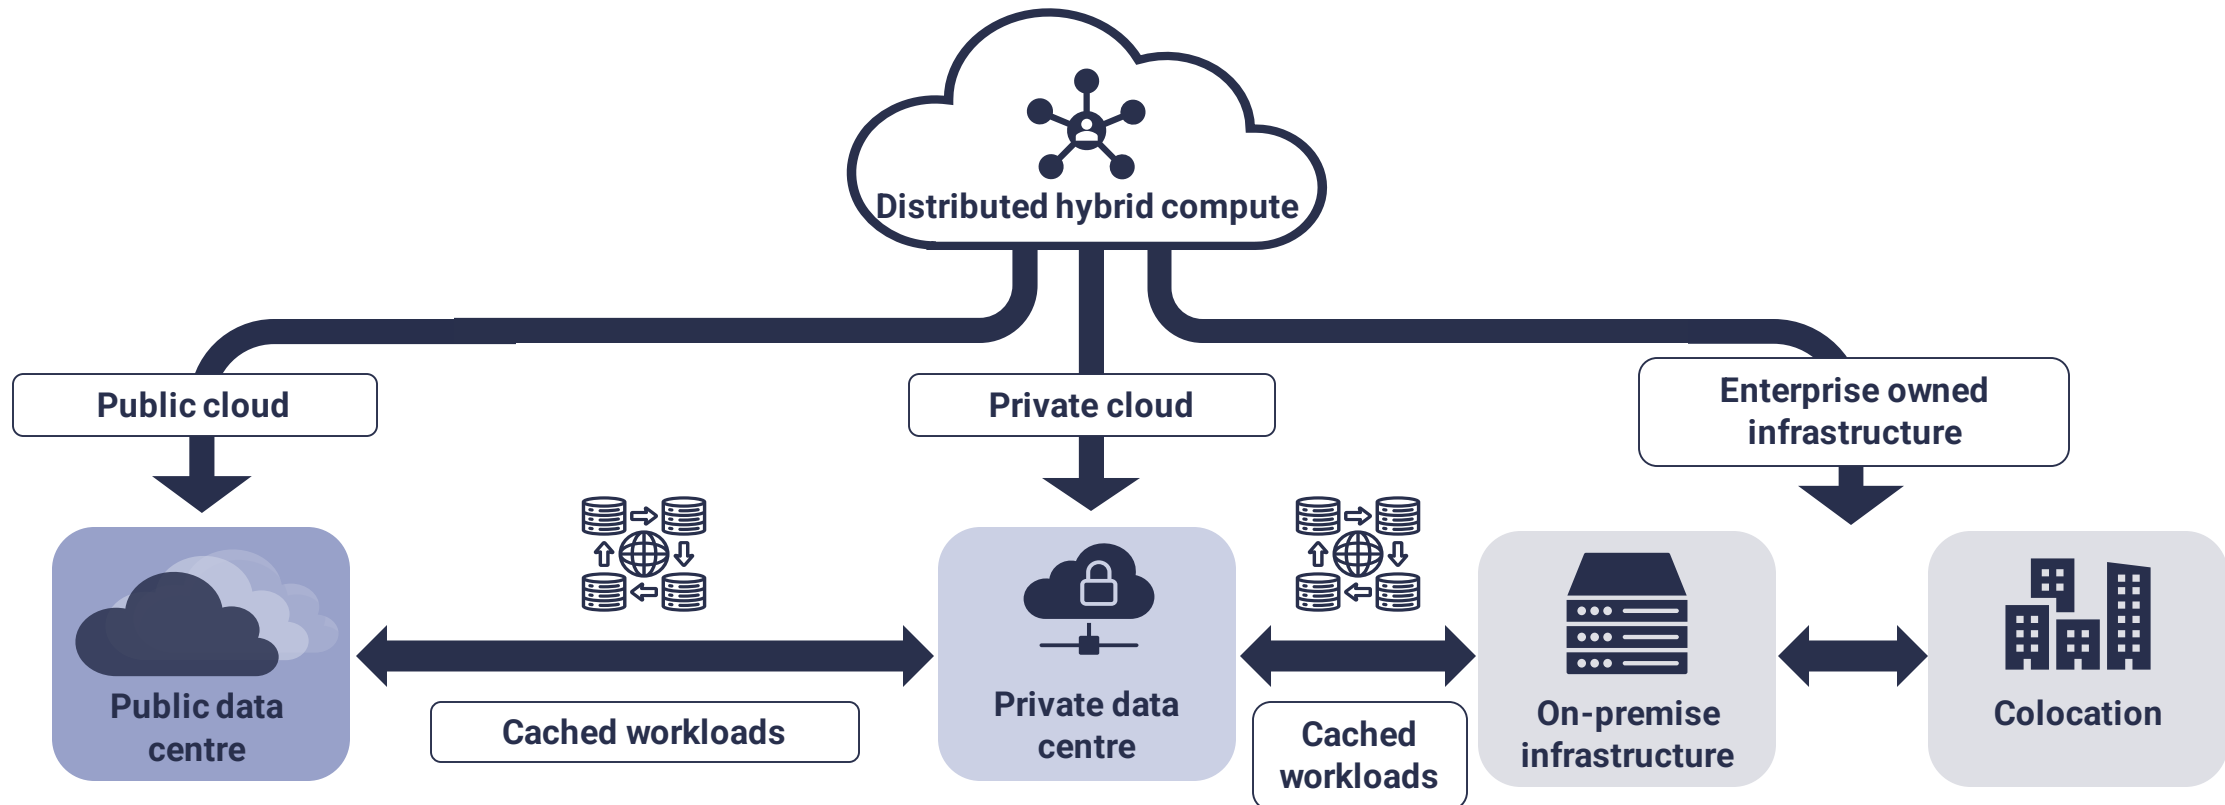 Distributed hybrid compute
Public cloud
Private cloud
Enterprise owned
infrastructure
Public data
centre
Cached workloads
Private data
centre
Cached
workloads
On-premise
infrastructure
Colocation